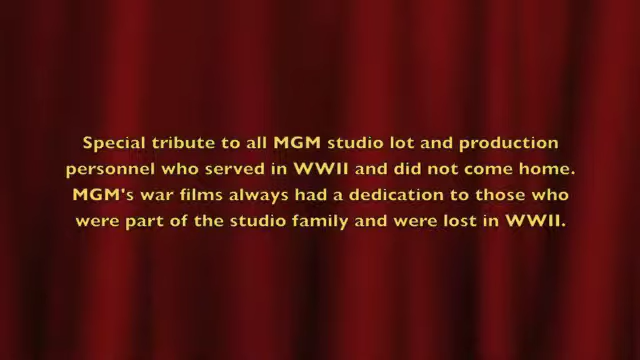 Special tribute to all MGM studio lot and production
personnel who served in WWII and did not come home.
MGM's war films always had a dedication to those who
were part of the studio family and were lost in WWII.